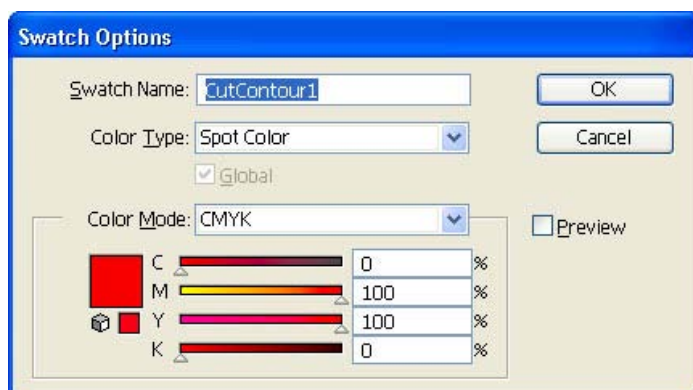 Swatch Options
Swatch Name: CutContour1 OK
Color Type: Spot Color Cancel
Global
Color Mode: CMYK Preview
C 0 %
M 100 %
Y 100 %
K 0 %